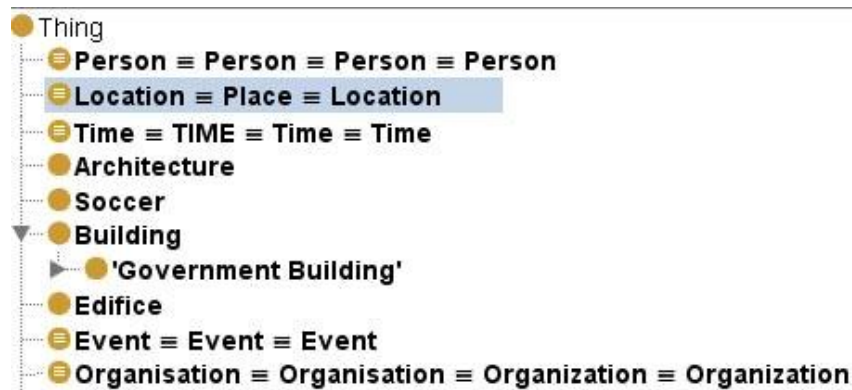 Thing
Person ≡ Person ≡ Person ≡ Person
Location ≡ Place ≡ Location
Time ≡ TIME ≡ Time ≡ Time
Architecture
Soccer
Building
'Government Building'
Edifice
Event ≡ Event ≡ Event
Organisation ≡ Organisation ≡ Organization ≡ Organization